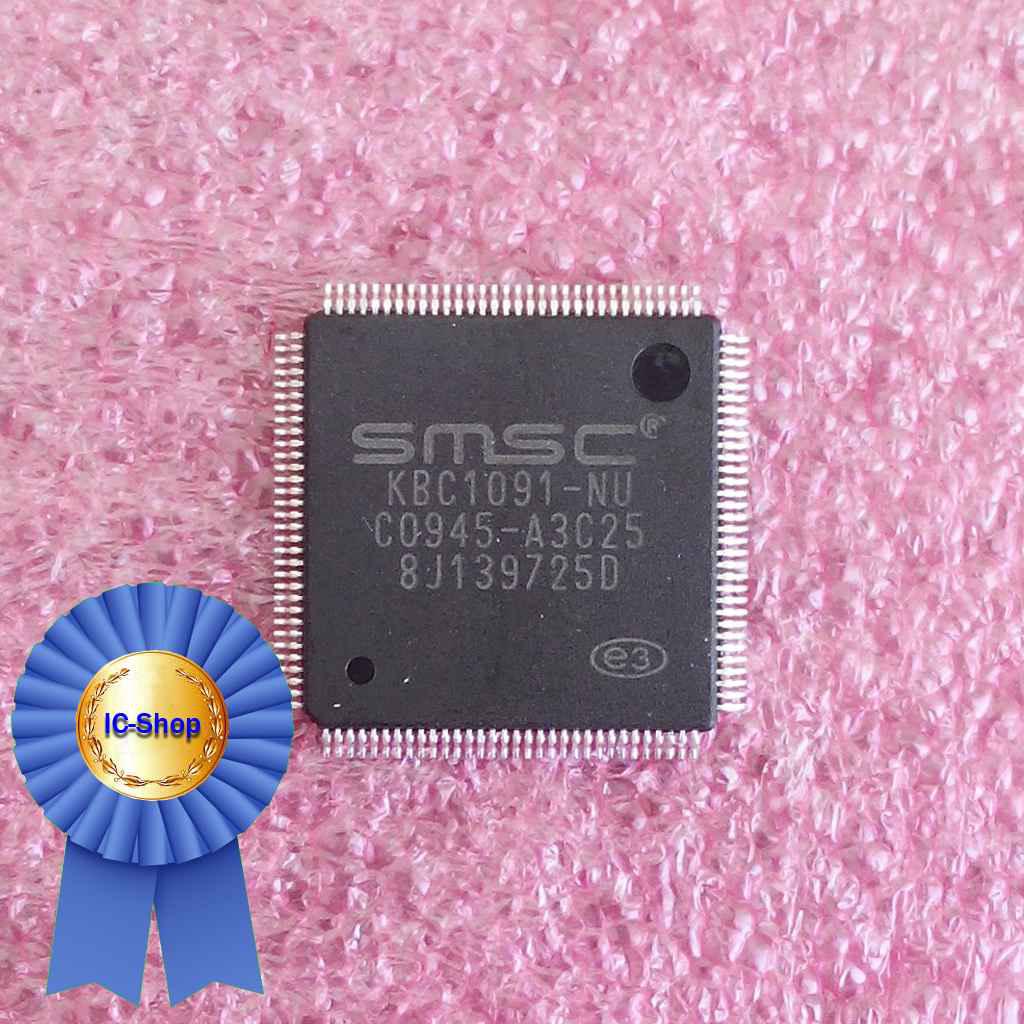 SMSC®
KBC1091-NU
C0945-A3C25
8J139725D
e3
IC-Shop